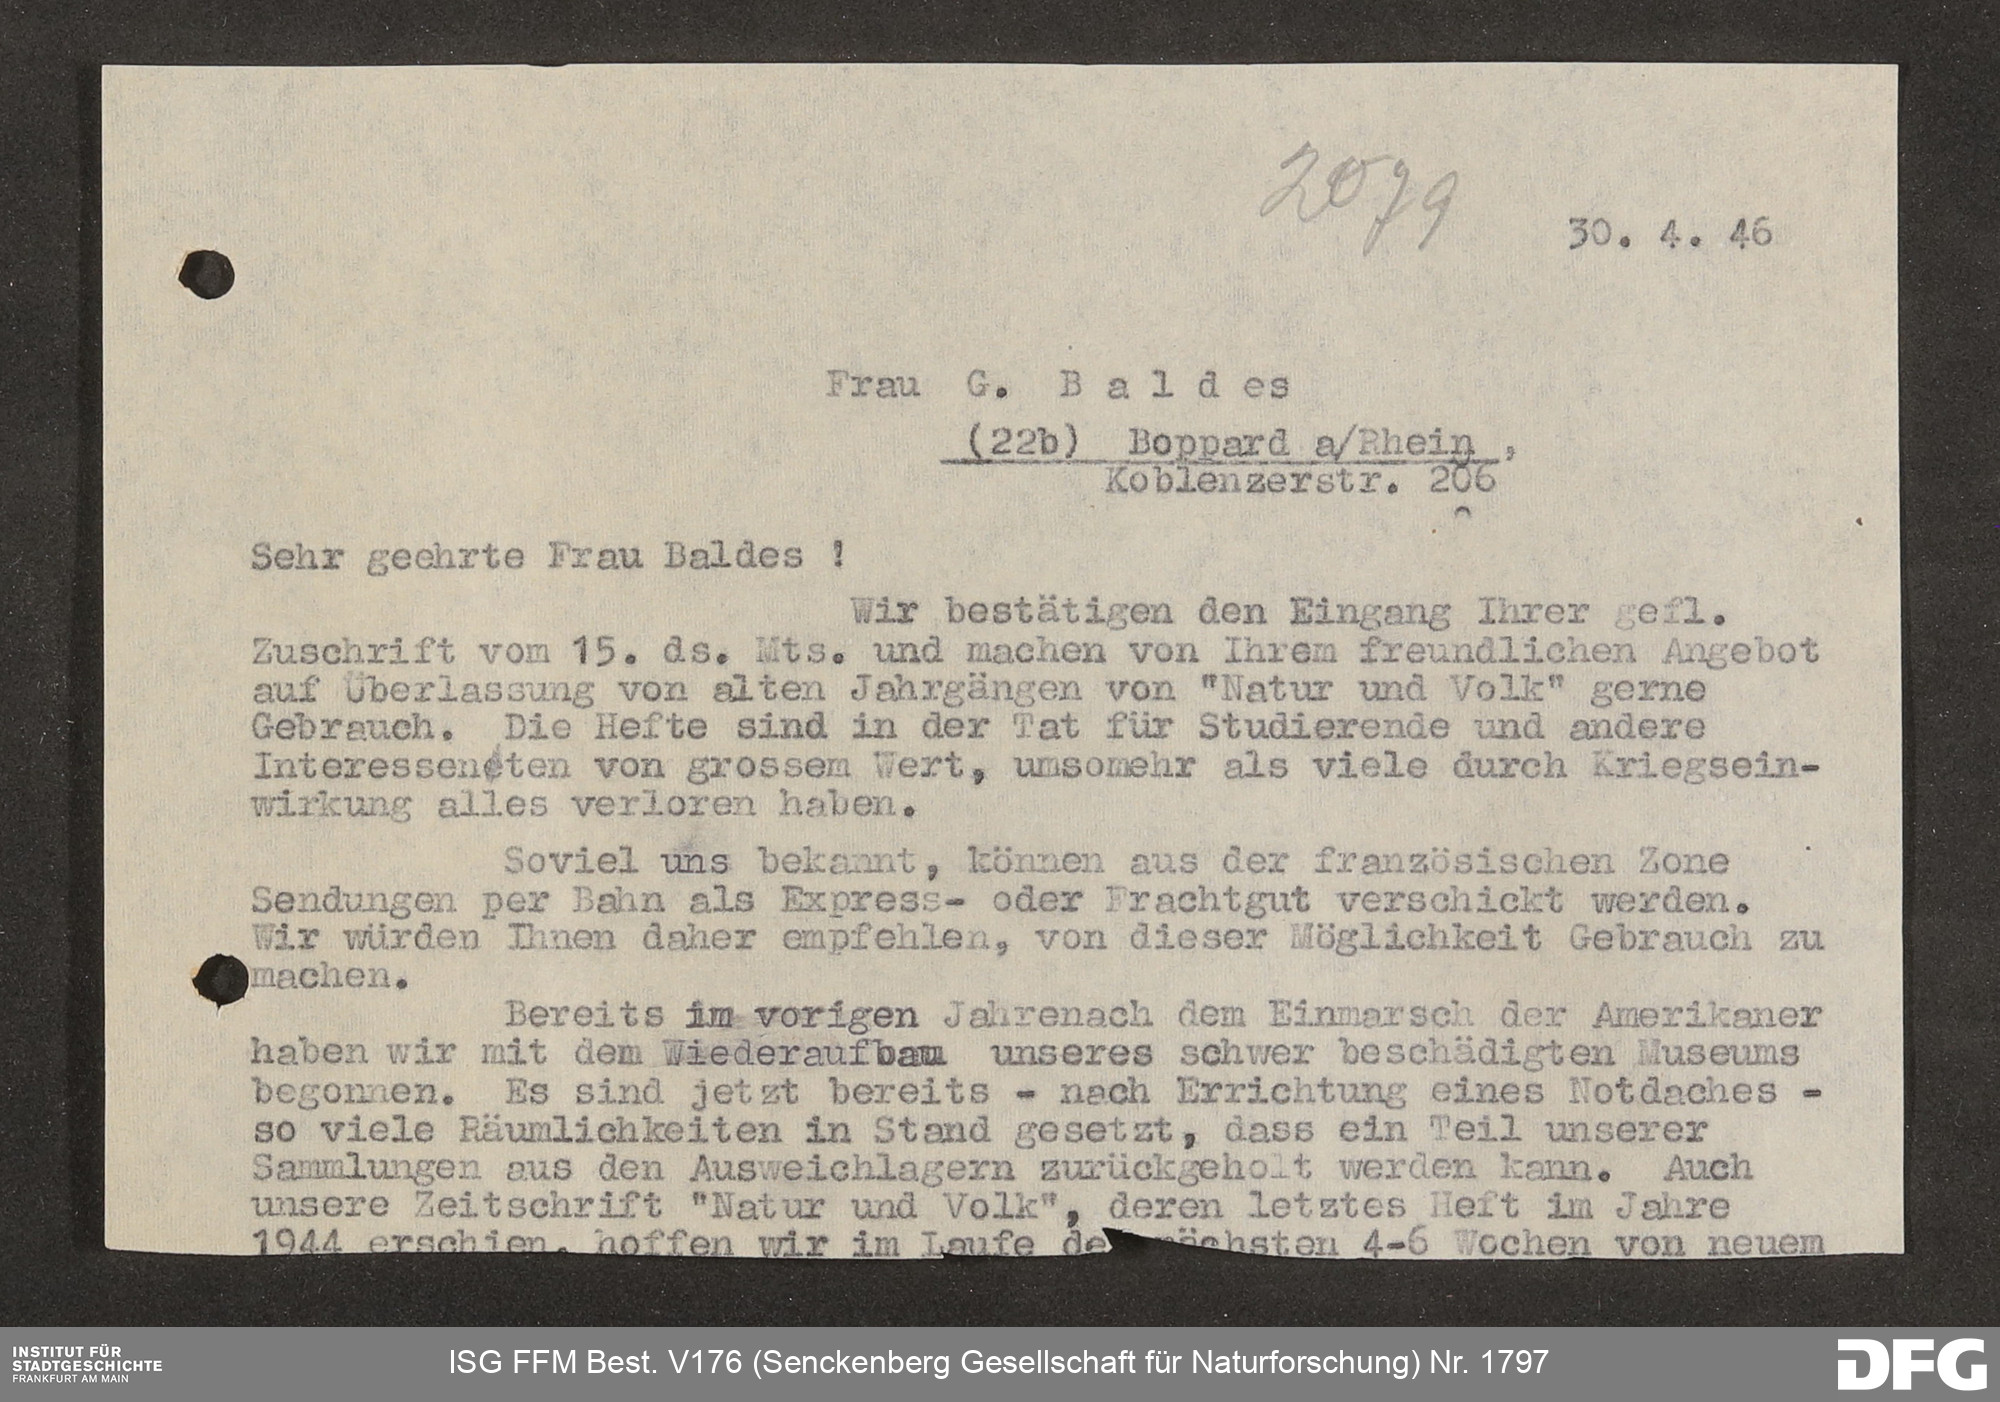 2079
30. 4. 46
Frau G. B a l d es
(22b) Boppard a/Rhein,
Koblenzerstr. 206
Sehr geehrte Frau Baldes !
Wir bestätigen den Eingang Ihrer gefl.
Zuschrift vom 15. ds. Mts. und machen von Ihrem freundlichen Angebot
auf Überlassung von alten Jahrgängen von "Natur und Volk" gerne
Gebrauch. Die Hefte sind in der Tat für Studierende und andere
Interessenten von grossem Wert, umsomehr als viele durch Kriegsein-
wirkung alles verloren haben.
Soviel uns bekannt, können aus der französischen Zone
Sendungen per Bahn als Express- oder Frachtgut verschickt werden.
Wir würden Ihnen daher empfehlen, von dieser Möglichkeit Gebrauch zu
machen.
Bereits im vorigen Jahrenach dem Einmarsch der Amerikaner
haben wir mit dem Wiederaufbau unseres schwer beschädigten Museums
begonnen. Es sind jetzt bereits - nach Errichtung eines Notdaches -
so viele Räumlichkeiten in Stand gesetzt, dass ein Teil unserer
Sammlungen aus den Ausweichlagern zurückgeholt werden kann. Auch
unsere Zeitschrift "Natur und Volk", deren letztes Heft im Jahre
1944 erschien, hoffen wir im Laufe de nächsten 4-6 Wochen von neuem
INSTITUT FÜR
STADTGESCHICHTE
FRANKFURT AM MAIN
ISG FFM Best. V176 (Senckenberg Gesellschaft für Naturforschung) Nr. 1797
DFG